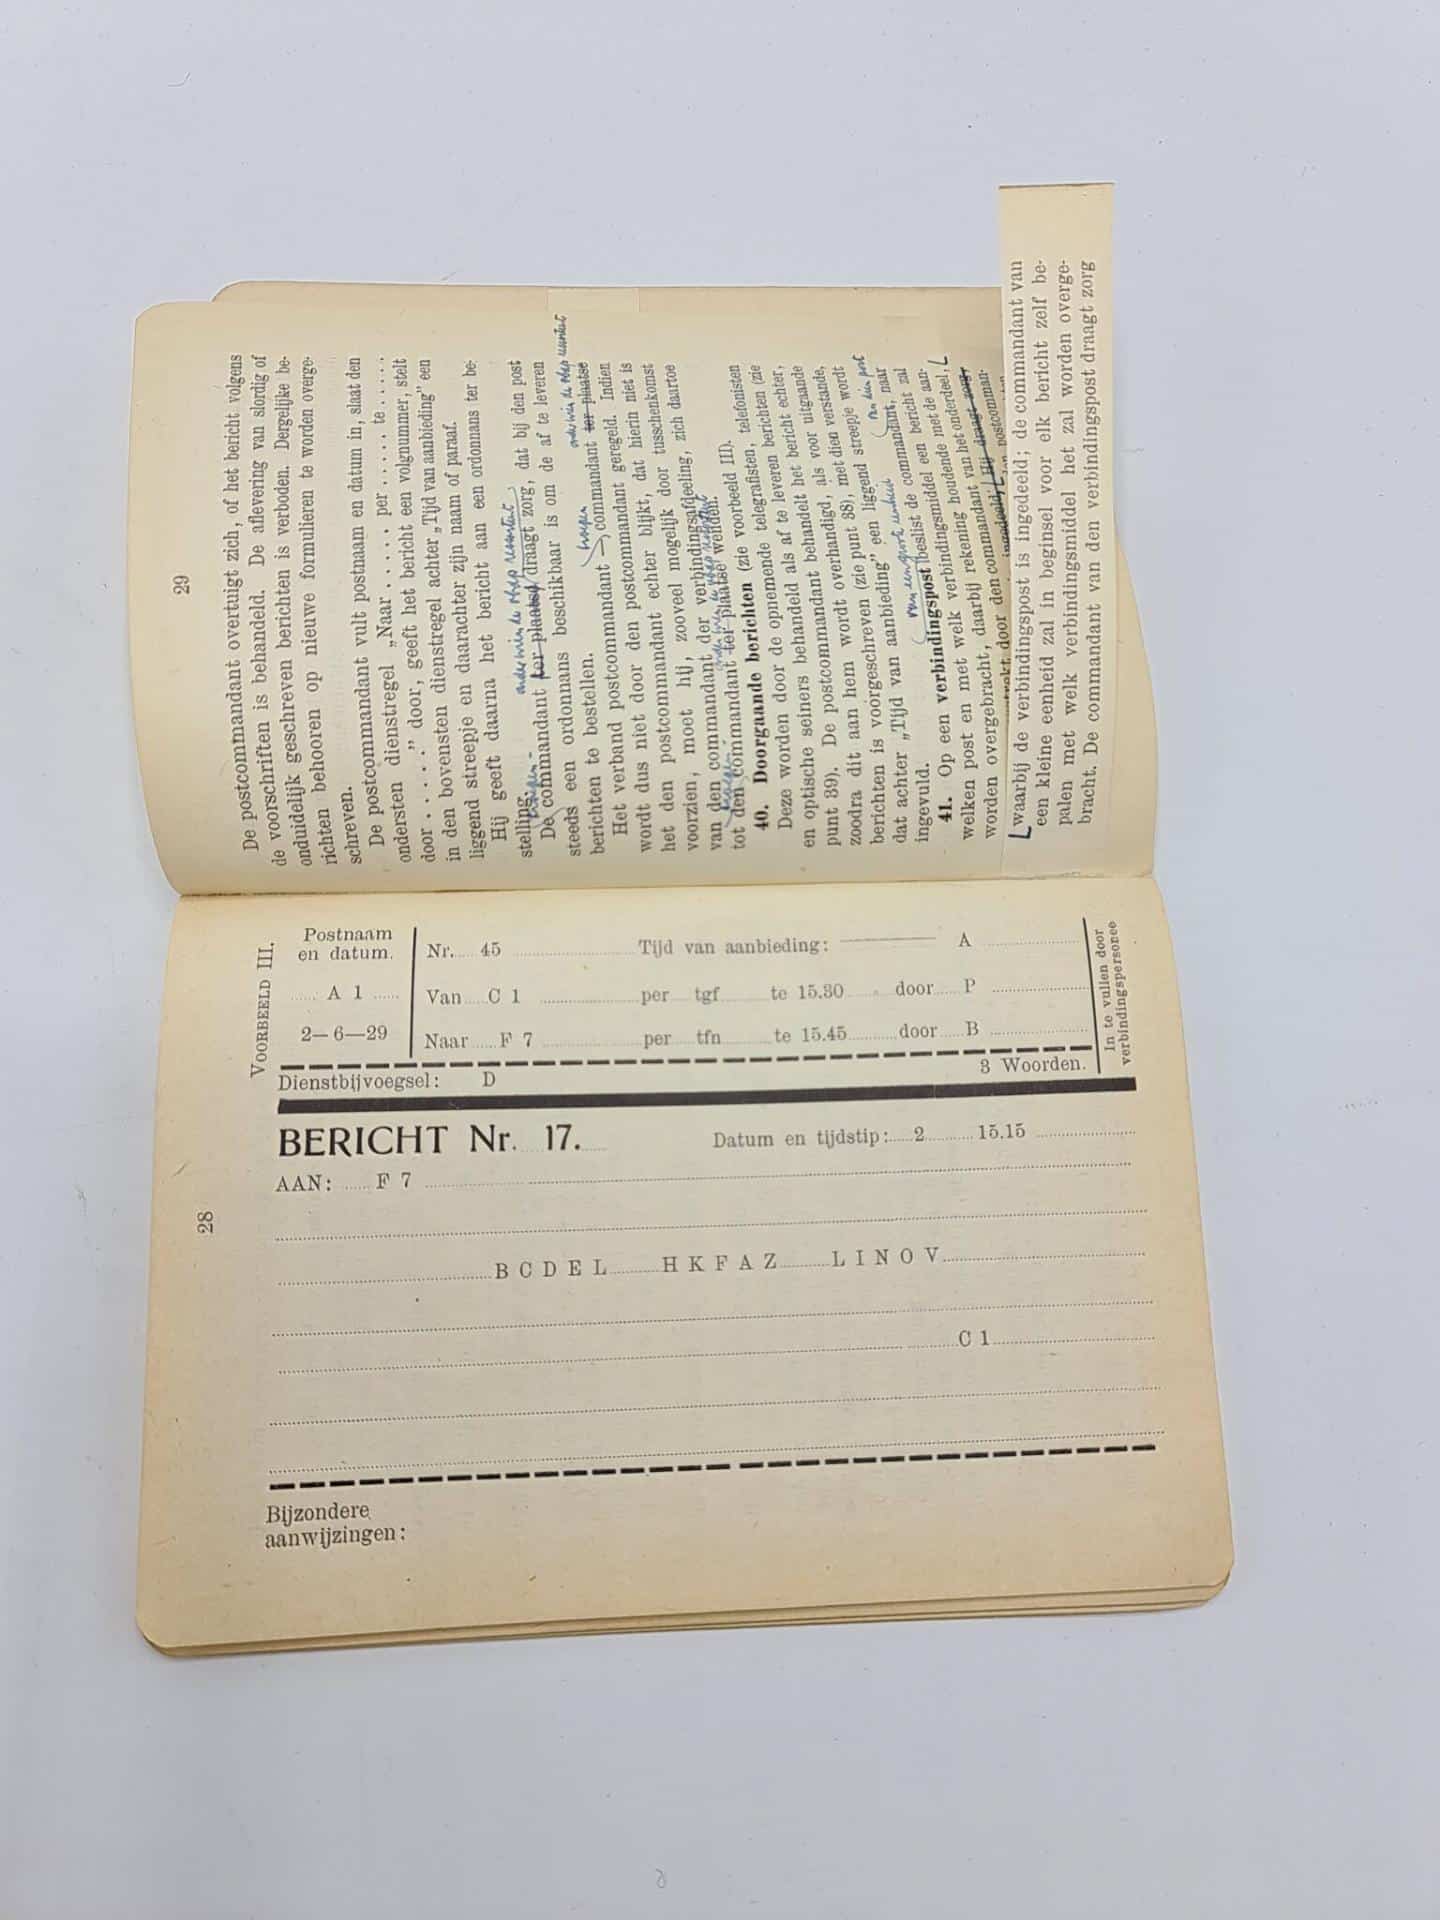 28
VOORBEELD III.
Postnaam
en datum.
A 1
2—6—29
Nr. 45 Tijd van aanbieding: —— A
Van C 1 per tgf te 15.30 door P
Naar F 7 per tfn te 15.45 door B
In te vullen door
verbindingspersoneel
Dienstbijvoegsel: D 3 Woorden.
BERICHT Nr. 17. Datum en tijdstip: 2 15.15
AAN: F 7
BCDEL HKFAZ LINOV
C 1
Bijzondere
aanwijzingen:
29
De postcommandant overtuigt zich, of het bericht volgens
de voorschriften is behandeld. De aflevering van slordig of
onduidelijk geschreven berichten is verboden. Dergelijke be-
richten behooren op nieuwe formulieren te worden overge-
schreven.
De postcommandant vult postnaam en datum in, slaat den
ondersten dienstregel „Naar ..... per ..... te .....
door ....." door, geeft het bericht een volgnummer, stelt
in den bovensten dienstregel achter „Tijd van aanbieding" een
liggend streepje en daarachter zijn naam of paraaf.
Hij geeft daarna het bericht aan een ordonnans ter be-
stelling.
De commandant ter plaatse draagt zorg, dat bij den post
steeds een ordonnans beschikbaar is om de af te leveren
berichten te bestellen.
Het verband postcommandant —, commandant ter plaatse
wordt dus niet door den postcommandant geregeld. Indien
het den postcommandant echter blijkt, dat hierin niet is
voorzien, moet hij, zooveel mogelijk door tusschenkomst
van den commandant der verbindingsafdeeling, zich daartoe
tot den commandant ter plaatse wenden.
40. Doorgaande berichten (zie voorbeeld III).
Deze worden door de opnemende telegrafisten, telefonisten
en optische seiners behandeld als af te leveren berichten (zie
punt 39). De postcommandant behandelt het bericht echter,
zoodra dit aan hem wordt overhandigd, als voor uitgaande
berichten is voorgeschreven (zie punt 38), met dien verstande,
dat achter „Tijd van aanbieding" een liggend streepje wordt
ingevuld.
van een groote eenheid
van dien post
41. Op een verbindingspost beslist de commandant, naar
welken post en met welk verbindingsmiddel een bericht zal
worden overgebracht, daarbij rekening houdende met de aan-
waarbij de verbindingspost is ingedeeld; de commandant van
een kleine eenheid zal in beginsel voor elk bericht zelf be-
palen met welk verbindingsmiddel het zal worden overge-
bracht. De commandant van den verbindingspost draagt zorg